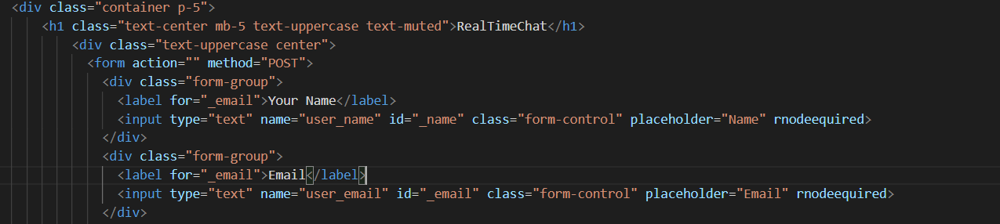 <div class="container p-5">
<h1 class="text-center mb-5 text-uppercase text-muted">RealTimeChat</h1>
<div class="text-uppercase center">
<form action="" method="POST">
<div class="form-group">
<label for="_email">Your Name</label>
<input type="text" name="user_name" id="_name" class="form-control" placeholder="Name" rnodeequired>
</div>
<div class="form-group">
<label for="_email">Email</label>
<input type="text" name="user_email" id="_email" class="form-control" placeholder="Email" rnodeequired>
</div>